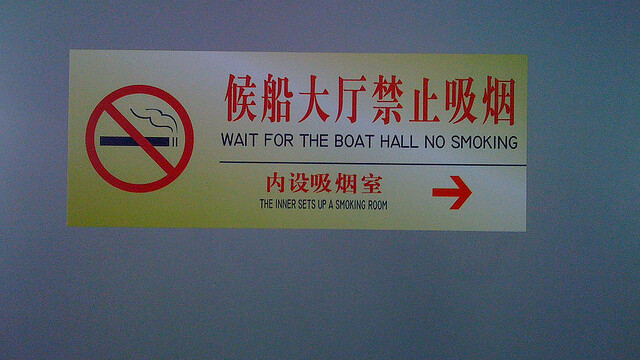 候船大厅禁止吸烟
WAIT FOR THE BOAT HALL NO SMOKING
内设吸烟室
THE INNER SETS UP A SMOKING ROOM